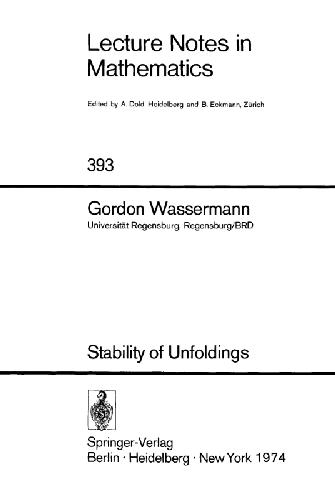 Lecture Notes in
Mathematics
Edited by A. Dold, Heidelberg and B. Eckmann, Zürich
393
Gordon Wassermann
Universität Regensburg, Regensburg/BRD
Stability of Unfoldings
Springer-Verlag
Berlin · Heidelberg · New York 1974